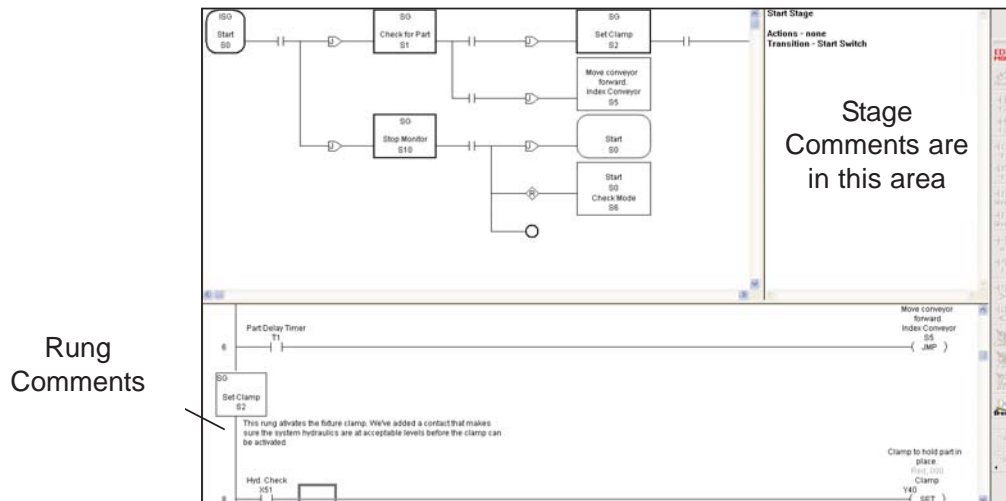 ISG
Start
S0
SG
Check for Part
S1
SG
Set Clamp
S2
J
J
Move conveyor
forward.
Index Conveyor
S5
J
SG
Stop Monitor
S10
J
J
Start
S0
R
Start
S0
Check Mode
S6
Start Stage
Actions - none
Transition - Start Switch
Stage
Comments are
in this area
Rung
Comments
Part Delay Timer
T1
6
Move conveyor
forward.
Index Conveyor
S5
JMP
SG
Set Clamp
S2
This rung ativates the fixture clamp. We've added a contact that makes
sure the system hydraulics are at acceptable levels before the clamp can
be activated.
Hyd. Check
X51
8
Clamp to hold part in
place.
Red, 000
Clamp
Y40
SET